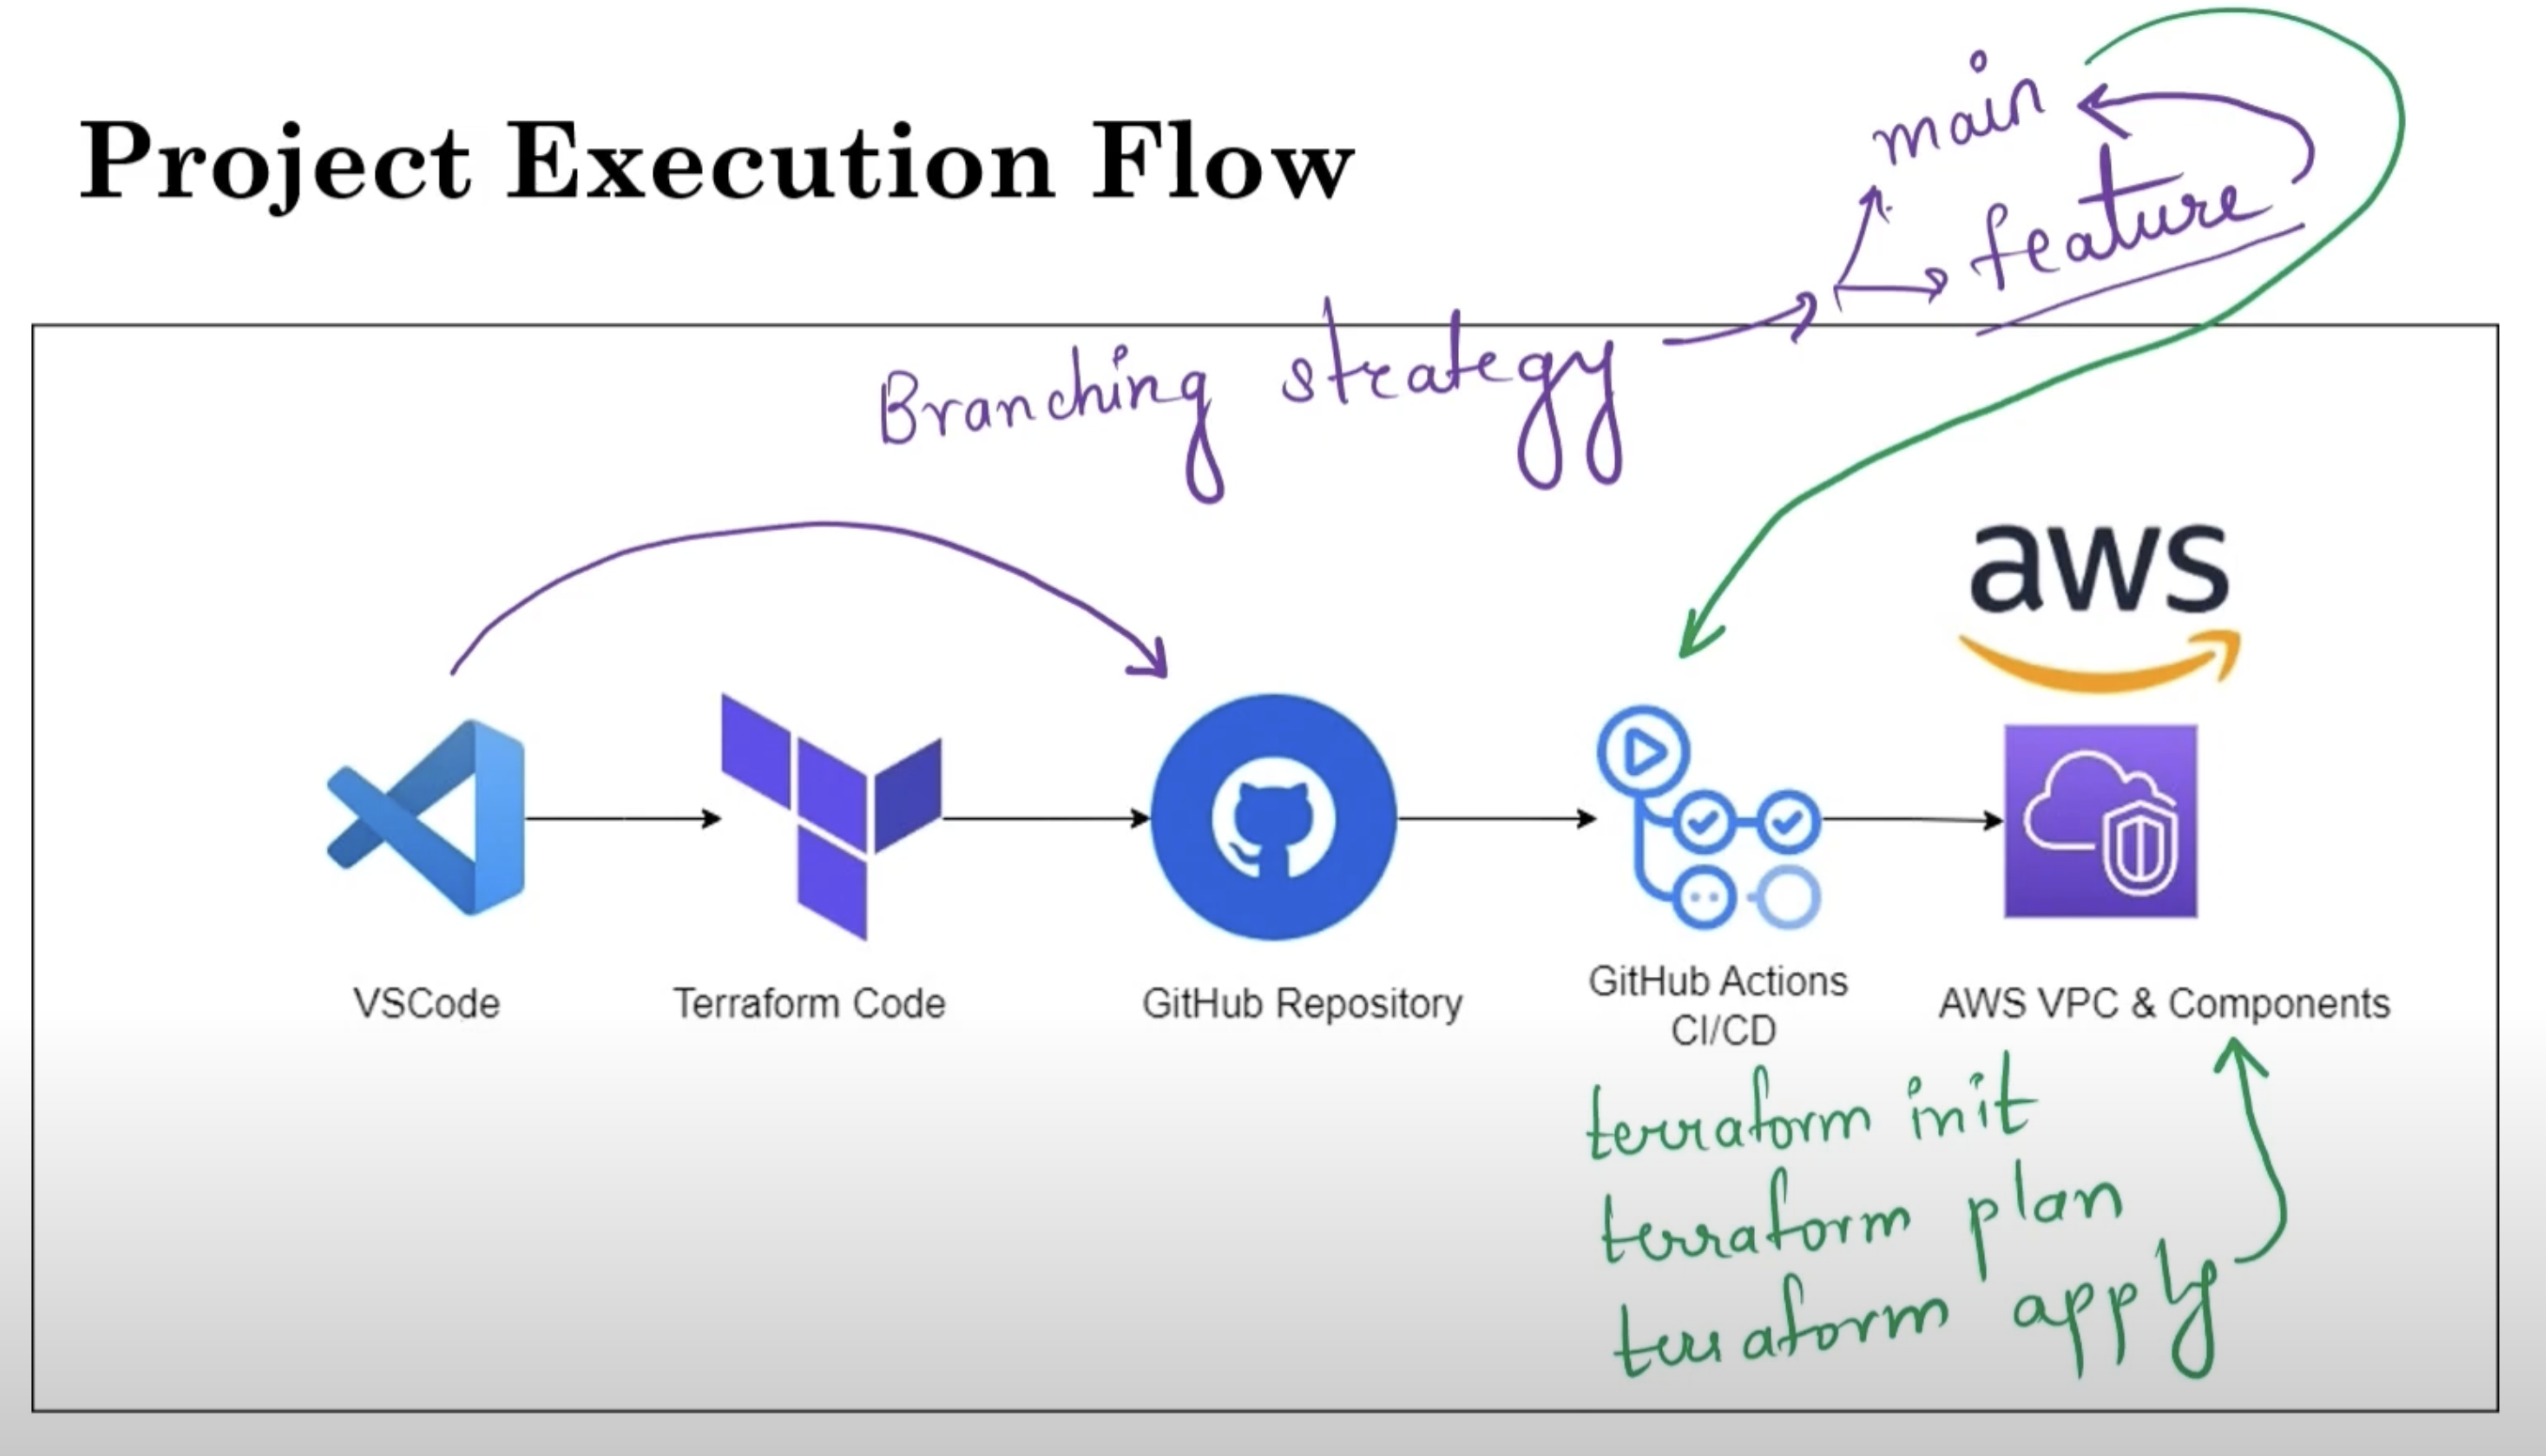 Project Execution Flow
main
feature
Branching strategy
aws
VSCode
Terraform Code
GitHub Repository
GitHub Actions
CI/CD
AWS VPC & Components
terraform init
terraform plan
terraform apply